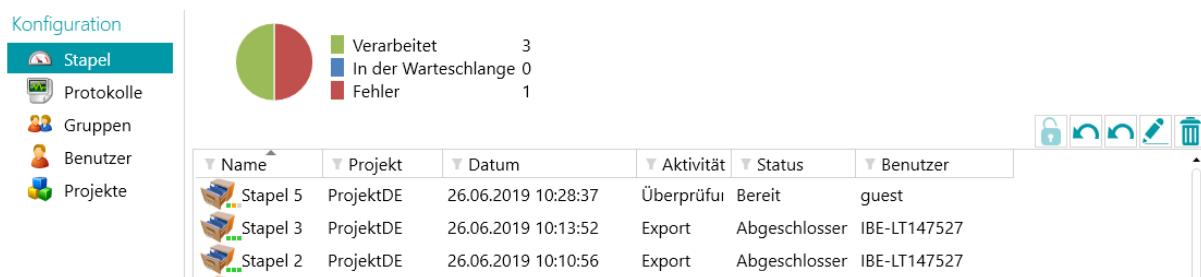 Konfiguration
Stapel
Protokolle
Gruppen
Benutzer
Projekte
Verarbeitet 3
In der Warteschlange 0
Fehler 1
Name Projekt Datum Aktivität Status Benutzer
Stapel 5 ProjektDE 26.06.2019 10:28:37 Überprüfu Bereit guest
Stapel 3 ProjektDE 26.06.2019 10:13:52 Export Abgeschlosser IBE-LT147527
Stapel 2 ProjektDE 26.06.2019 10:10:56 Export Abgeschlosser IBE-LT147527